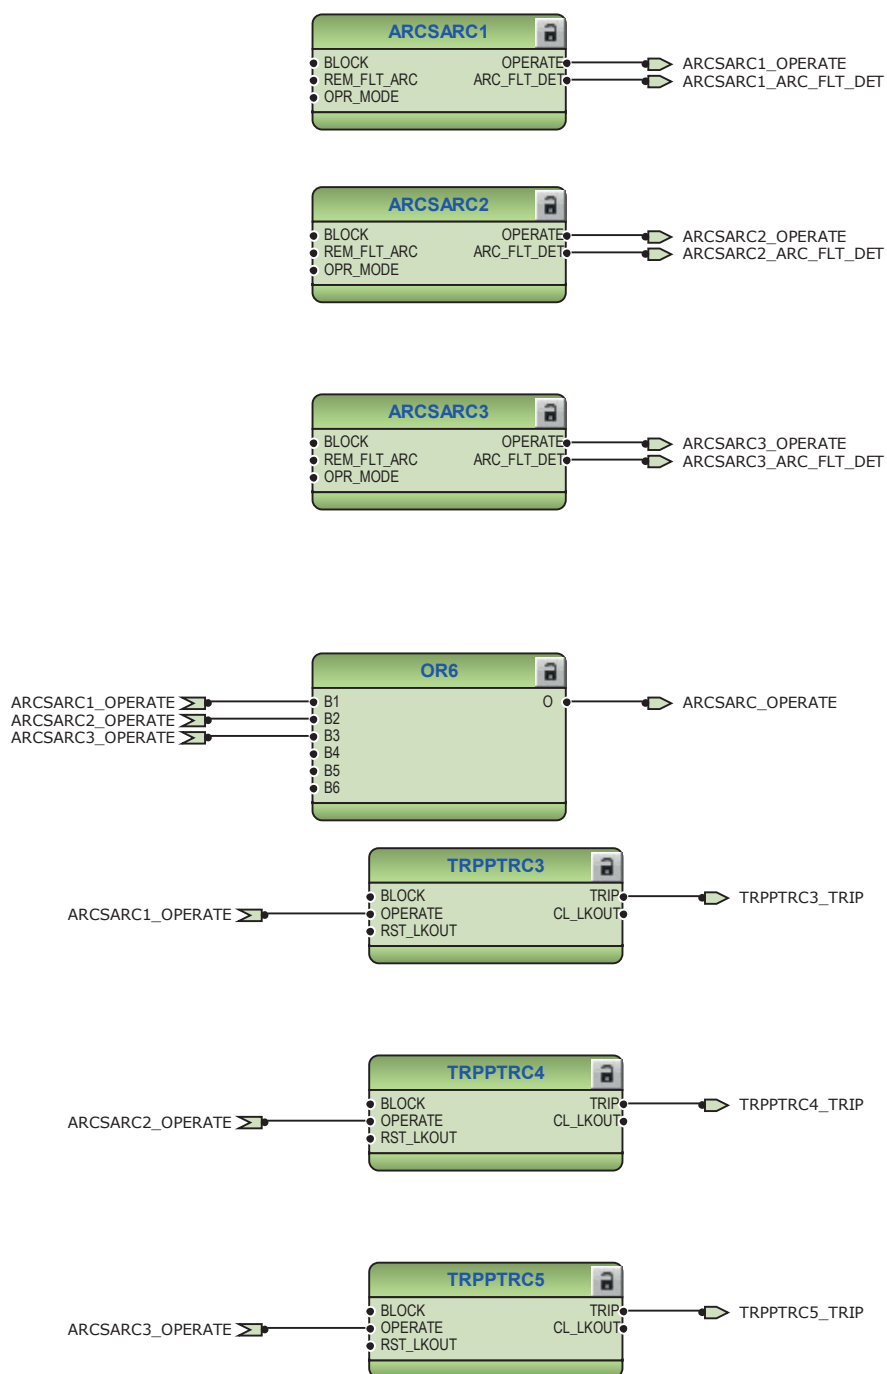 ARCSARC1
BLOCK OPERATE ARCSARC1_OPERATE
REM_FLT_ARC ARC_FLT_DET ARCSARC1_ARC_FLT_DET
OPR_MODE
ARCSARC2
BLOCK OPERATE ARCSARC2_OPERATE
REM_FLT_ARC ARC_FLT_DET ARCSARC2_ARC_FLT_DET
OPR_MODE
ARCSARC3
BLOCK OPERATE ARCSARC3_OPERATE
REM_FLT_ARC ARC_FLT_DET ARCSARC3_ARC_FLT_DET
OPR_MODE
OR6
ARCSARC1_OPERATE B1 O ARCSARC_OPERATE
ARCSARC2_OPERATE B2
ARCSARC3_OPERATE B3
B4
B5
B6
TRPPTRC3
BLOCK TRIP TRPPTRC3_TRIP
ARCSARC1_OPERATE OPERATE CL_LKOUT
RST_LKOUT
TRPPTRC4
BLOCK TRIP TRPPTRC4_TRIP
ARCSARC2_OPERATE OPERATE CL_LKOUT
RST_LKOUT
TRPPTRC5
BLOCK TRIP TRPPTRC5_TRIP
ARCSARC3_OPERATE OPERATE CL_LKOUT
RST_LKOUT